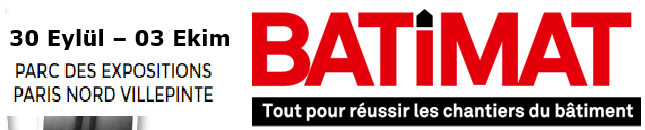 30 Eylül – 03 Ekim
PARC DES EXPOSITIONS
PARIS NORD VILLEPINTE
BATiMAT
Tout pour réussir les chantiers du bâtiment